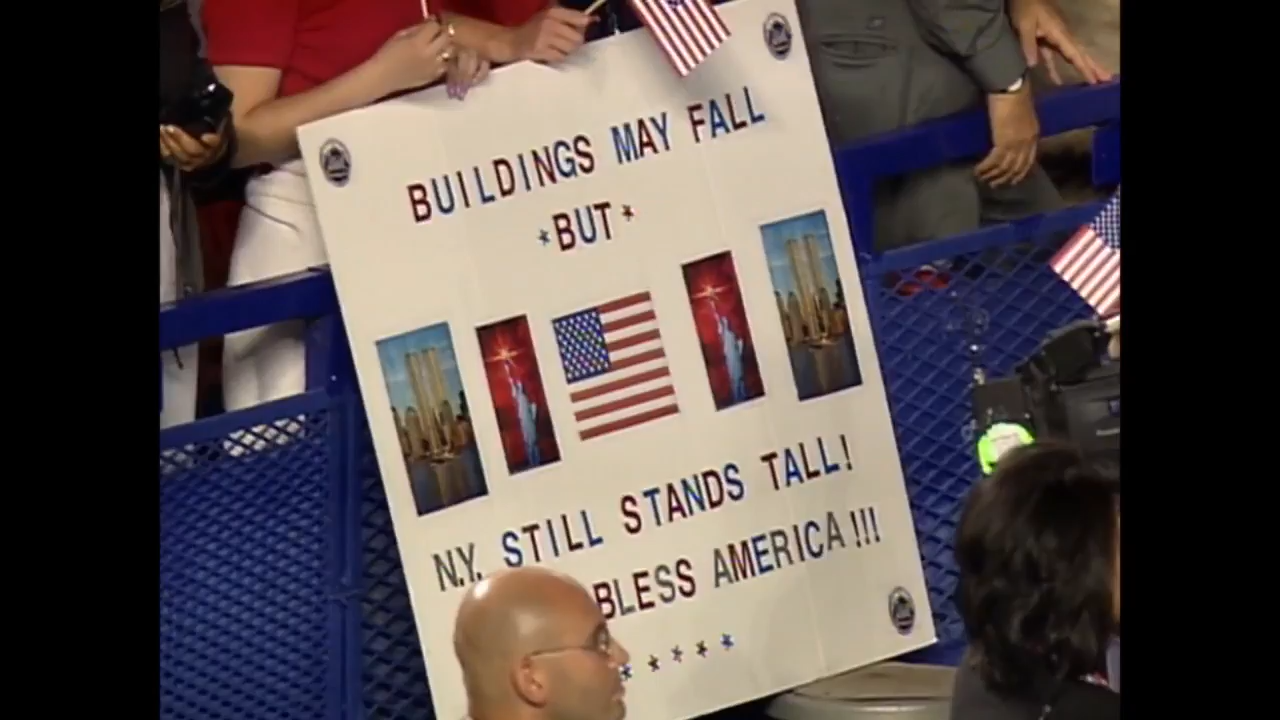 BUILDINGS MAY FALL
BUT
N.Y. STILL STANDS TALL!
BLESS AMERICA!!!